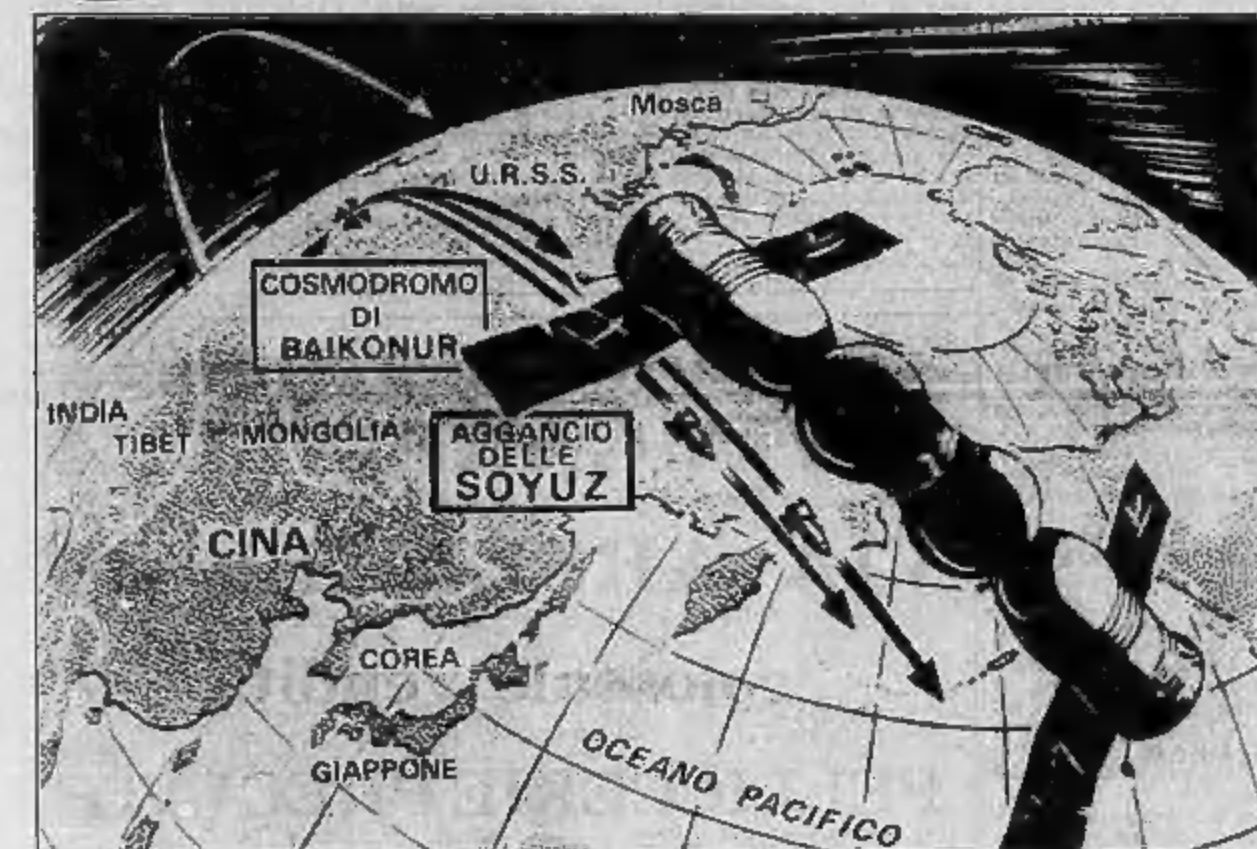 Mosca
U.R.S.S.
COSMODROMO
DI
BAIKONUR
INDIA
TIBET
MONGOLIA
AGGANCIO
DELLE
SOYUZ
CINA
COREA
GIAPPONE
OCEANO PACIFICO